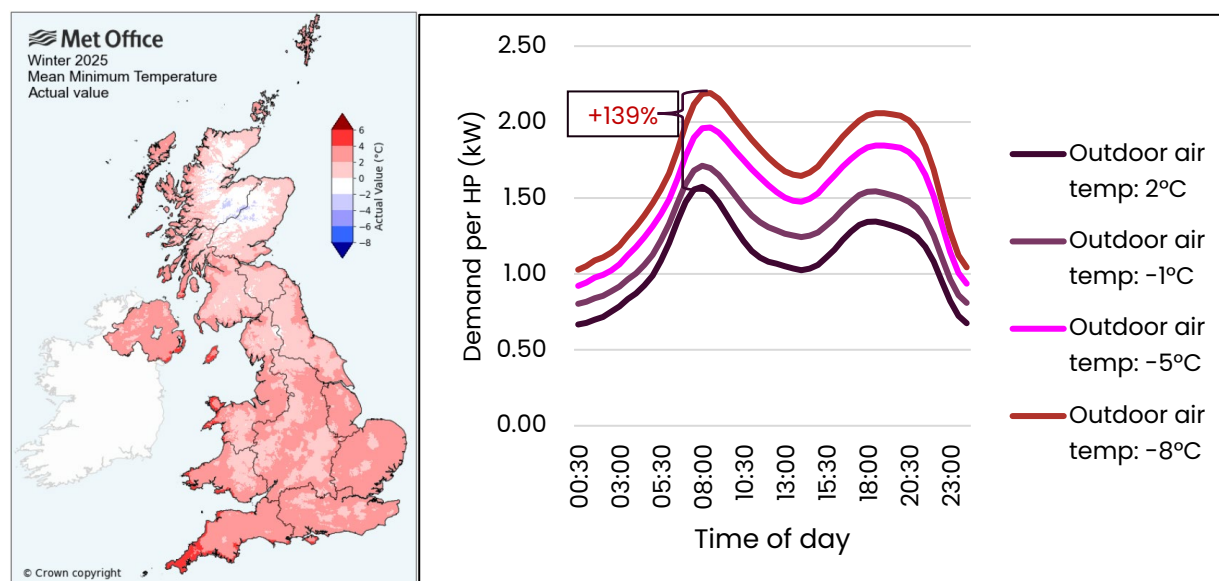 Met Office
Winter 2025
Mean Minimum Temperature
Actual value
6
4
2
0
−2
−4
−6
−8
Actual Value (°C)
© Crown copyright
2.50
2.00
1.50
1.00
0.50
0.00
Demand per HP (kW)
+139%
00:30
03:00
05:30
08:00
10:30
13:00
15:30
18:00
20:30
23:00
Time of day
Outdoor air
temp: 2°C
Outdoor air
temp: -1°C
Outdoor air
temp: -5°C
Outdoor air
temp: -8°C